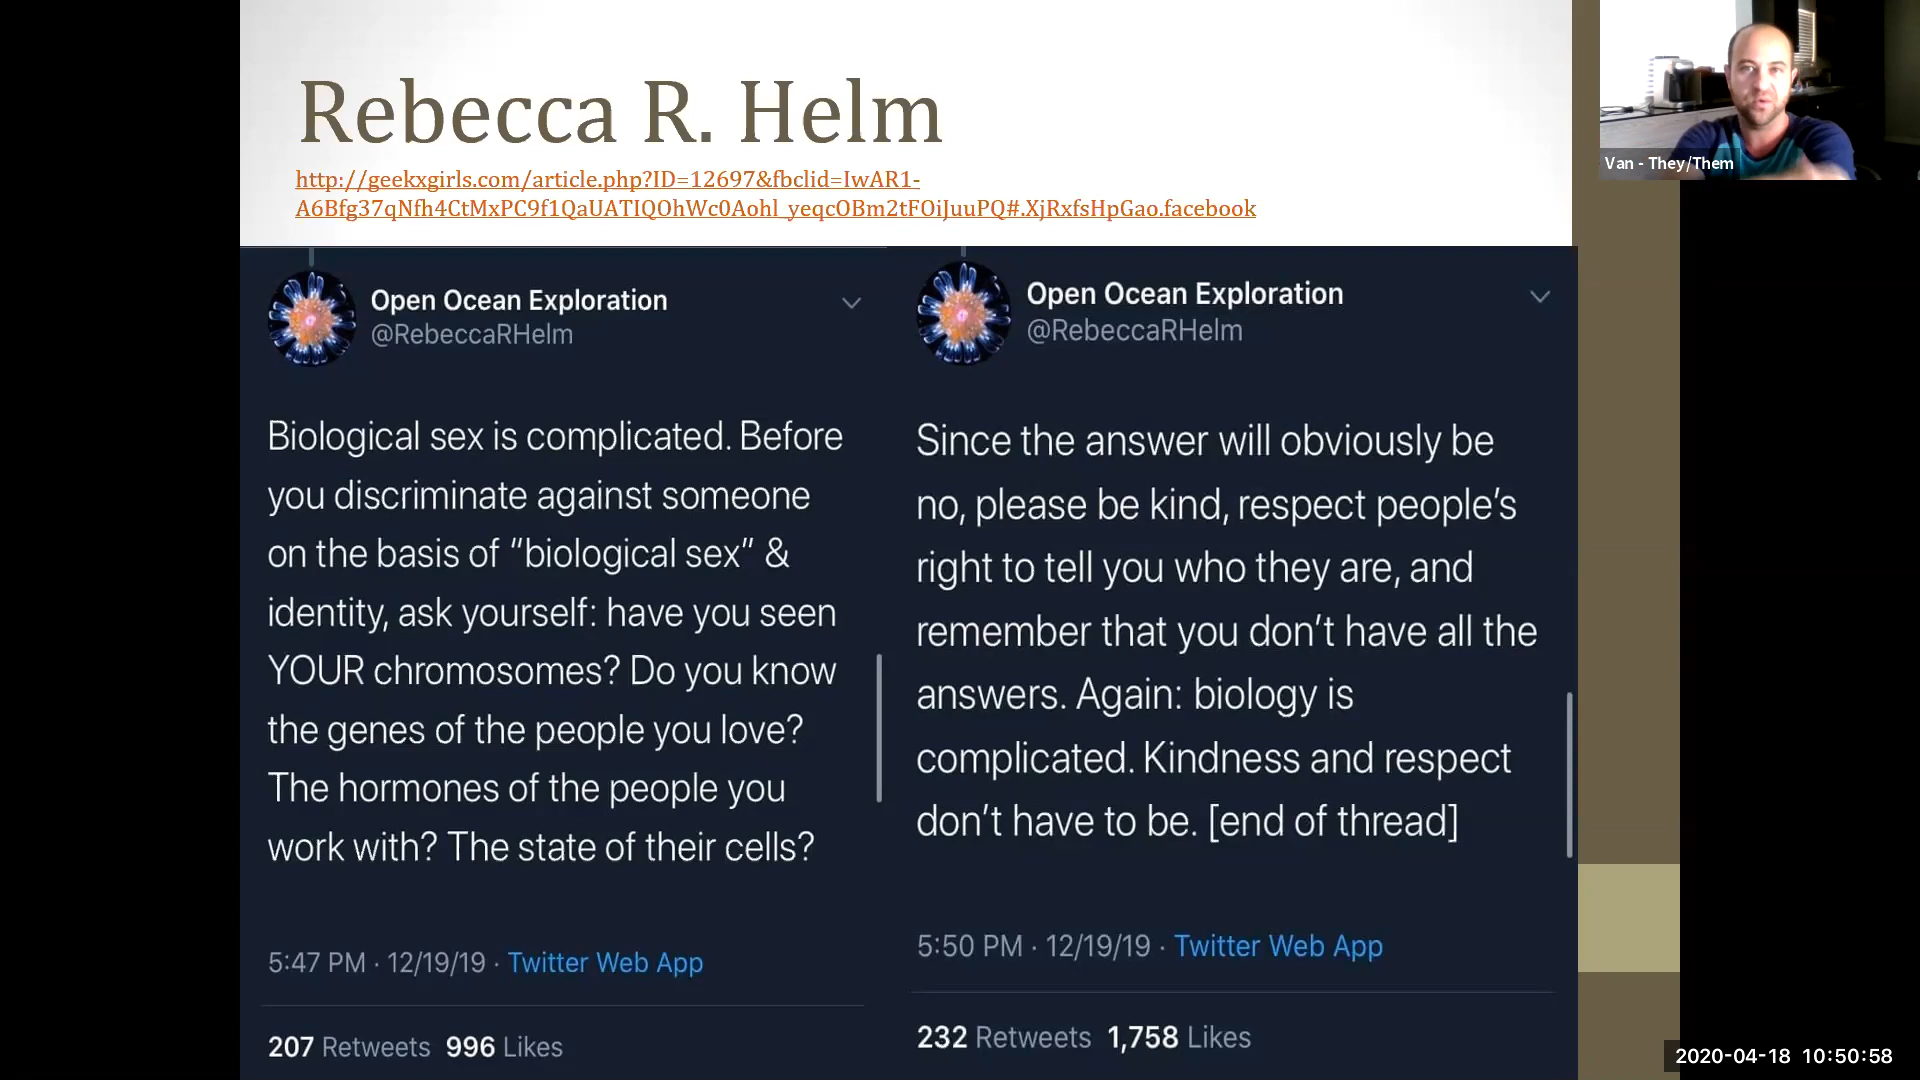 Rebecca R. Helm
http://geekxgirls.com/article.php?ID=12697&fbclid=IwAR1-
A6Bfg37qNfh4CtMxPC9f1QaUATIQOhWc0Aohl_yeqcOBm2tFOiJuuPQ#.XjRxfsHpGao.facebook
Van - They/Them
Open Ocean Exploration
@RebeccaRHelm
Biological sex is complicated. Before
you discriminate against someone
on the basis of “biological sex” &
identity, ask yourself: have you seen
YOUR chromosomes? Do you know
the genes of the people you love?
The hormones of the people you
work with? The state of their cells?
5:47 PM · 12/19/19 · Twitter Web App
207 Retweets 996 Likes
Open Ocean Exploration
@RebeccaRHelm
Since the answer will obviously be
no, please be kind, respect people’s
right to tell you who they are, and
remember that you don’t have all the
answers. Again: biology is
complicated. Kindness and respect
don’t have to be. [end of thread]
5:50 PM · 12/19/19 · Twitter Web App
232 Retweets 1,758 Likes
2020-04-18 10:50:58